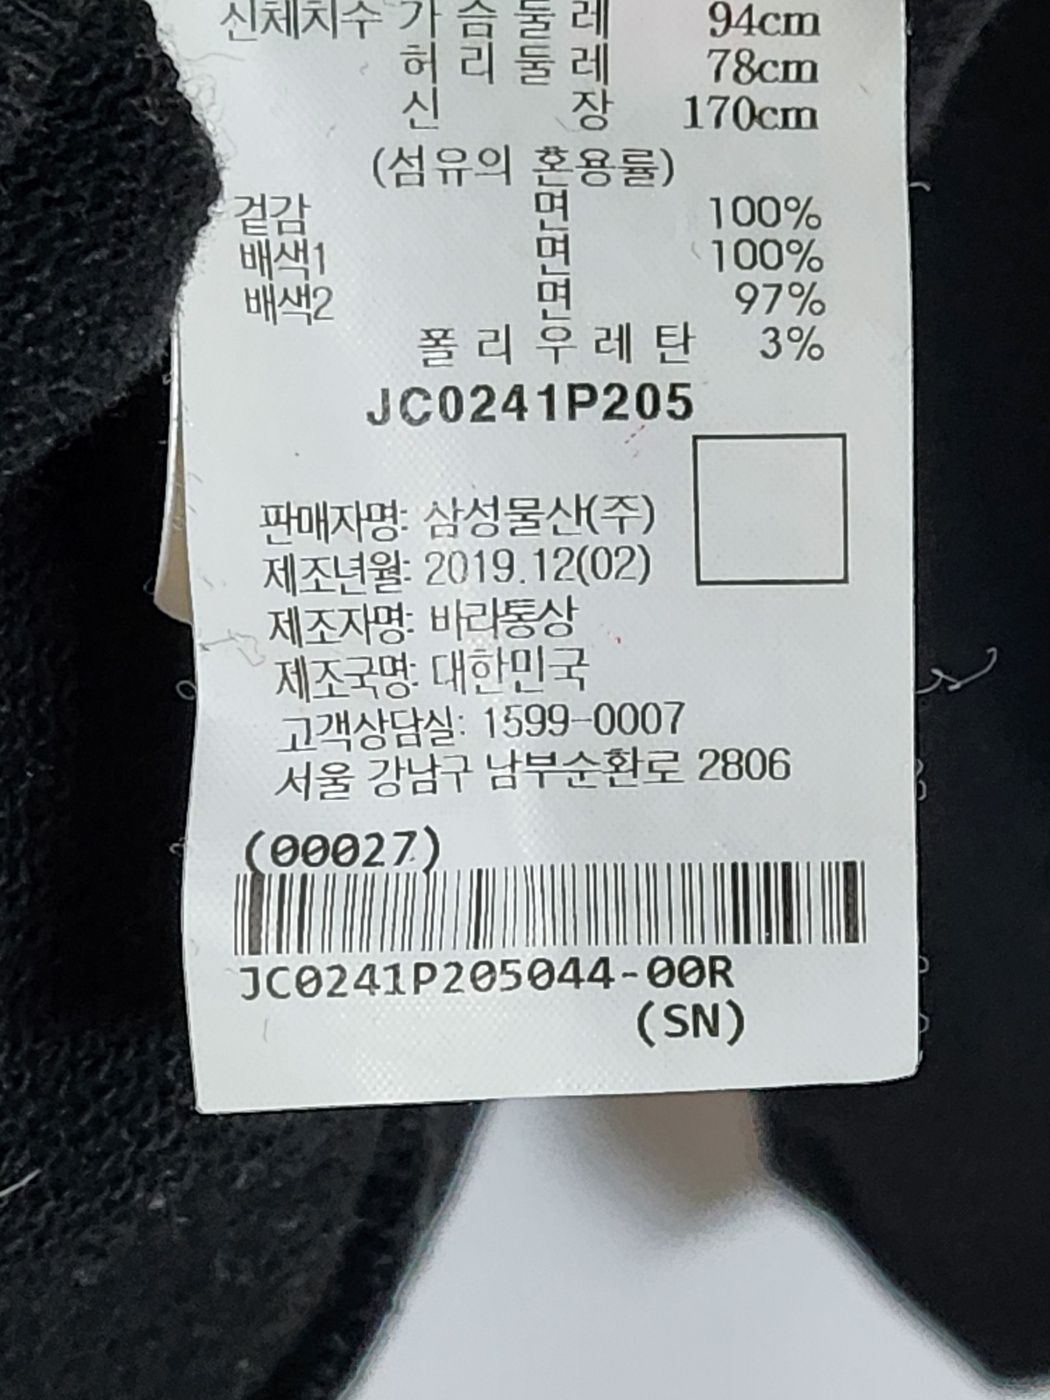 신체치수 가슴둘레 94cm
허리둘레 78cm
신 장 170cm
(섬유의 혼용률)
겉감 면 100%
배색1 면 100%
배색2 면 97%
폴리우레탄 3%
JC0241P205
판매자명: 삼성물산(주)
제조년월: 2019.12(02)
제조자명: 바라통상
제조국명: 대한민국
고객상담실: 1599-0007
서울 강남구 남부순환로 2806
(00027)
JC0241P205044-00R
(SN)